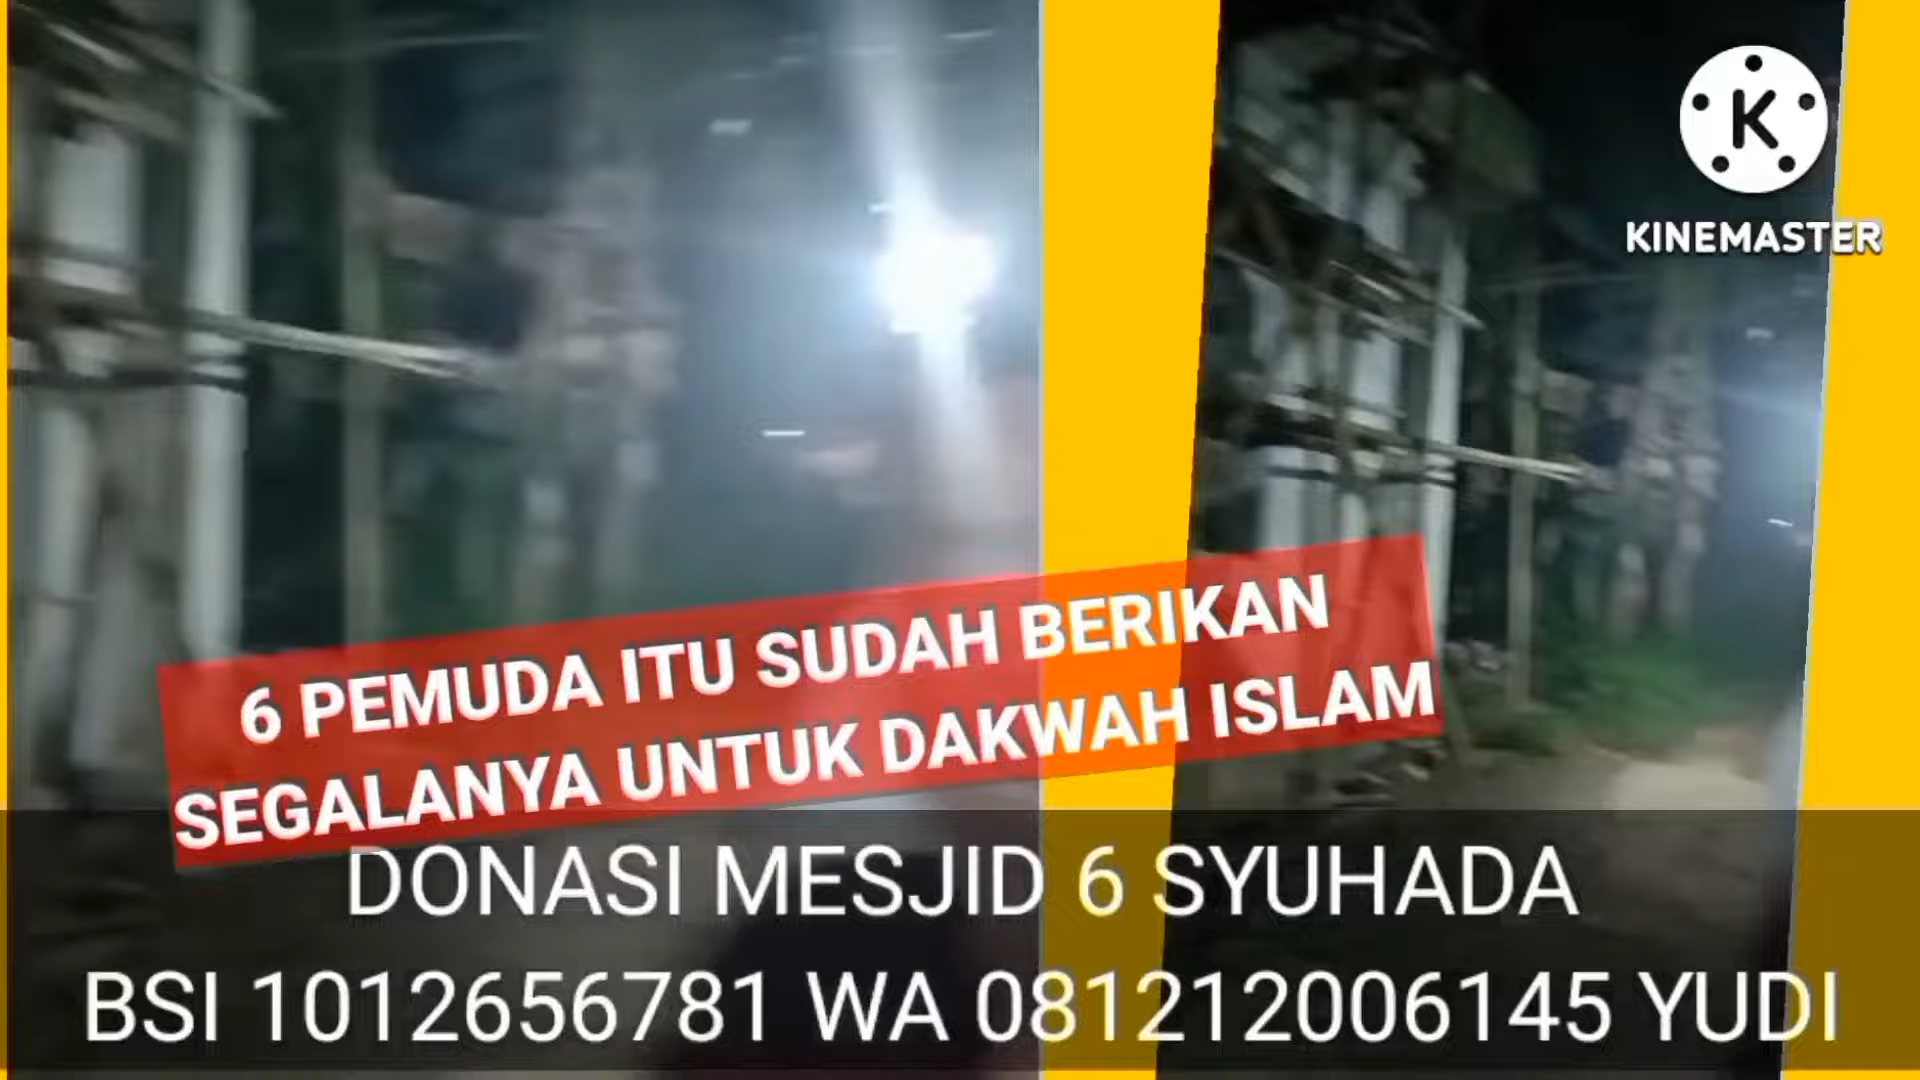 KINEMASTER
6 PEMUDA ITU SUDAH BERIKAN
SEGALANYA UNTUK DAKWAH ISLAM
DONASI MESJID 6 SYUHADA
BSI 1012656781 WA 081212006145 YUDI